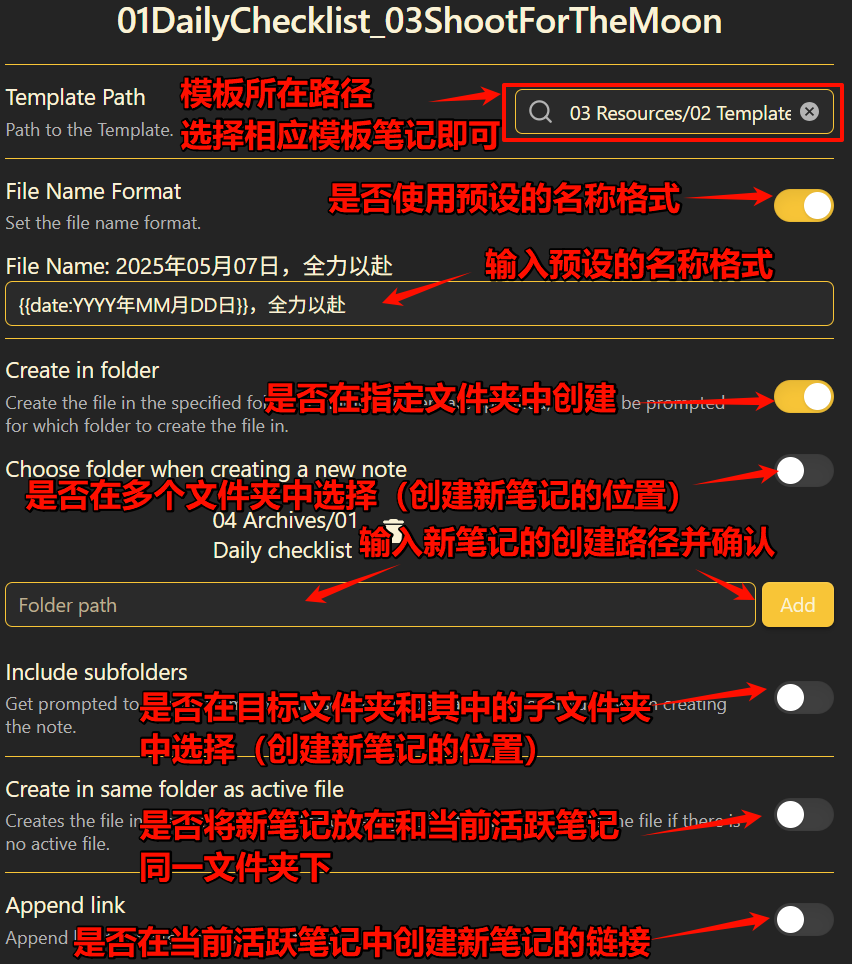 01DailyChecklist_03ShootForTheMoon
Template Path
模板所在路径
Path to the Template.
选择相应模板笔记即可
03 Resources/02 Template
File Name Format
是否使用预设的名称格式
Set the file name format.
File Name: 2025年05月07日，全力以赴
输入预设的名称格式
{{date:YYYY年MM月DD日}}，全力以赴
Create in folder
是否在指定文件夹中创建
Create the file in the specified be prompted
for which folder to create the file in.
Choose folder when creating a new note
是否在多个文件夹中选择（创建新笔记的位置）
04 Archives/01
Daily checklist
输入新笔记的创建路径并确认
Folder path
Add
Include subfolders
Get prompted to creating
the note.
是否在目标文件夹和其中的子文件夹
中选择（创建新笔记的位置）
Create in same folder as active file
Creates the file in the file if there is
no active file.
是否将新笔记放在和当前活跃笔记
同一文件夹下
Append link
Append
是否在当前活跃笔记中创建新笔记的链接